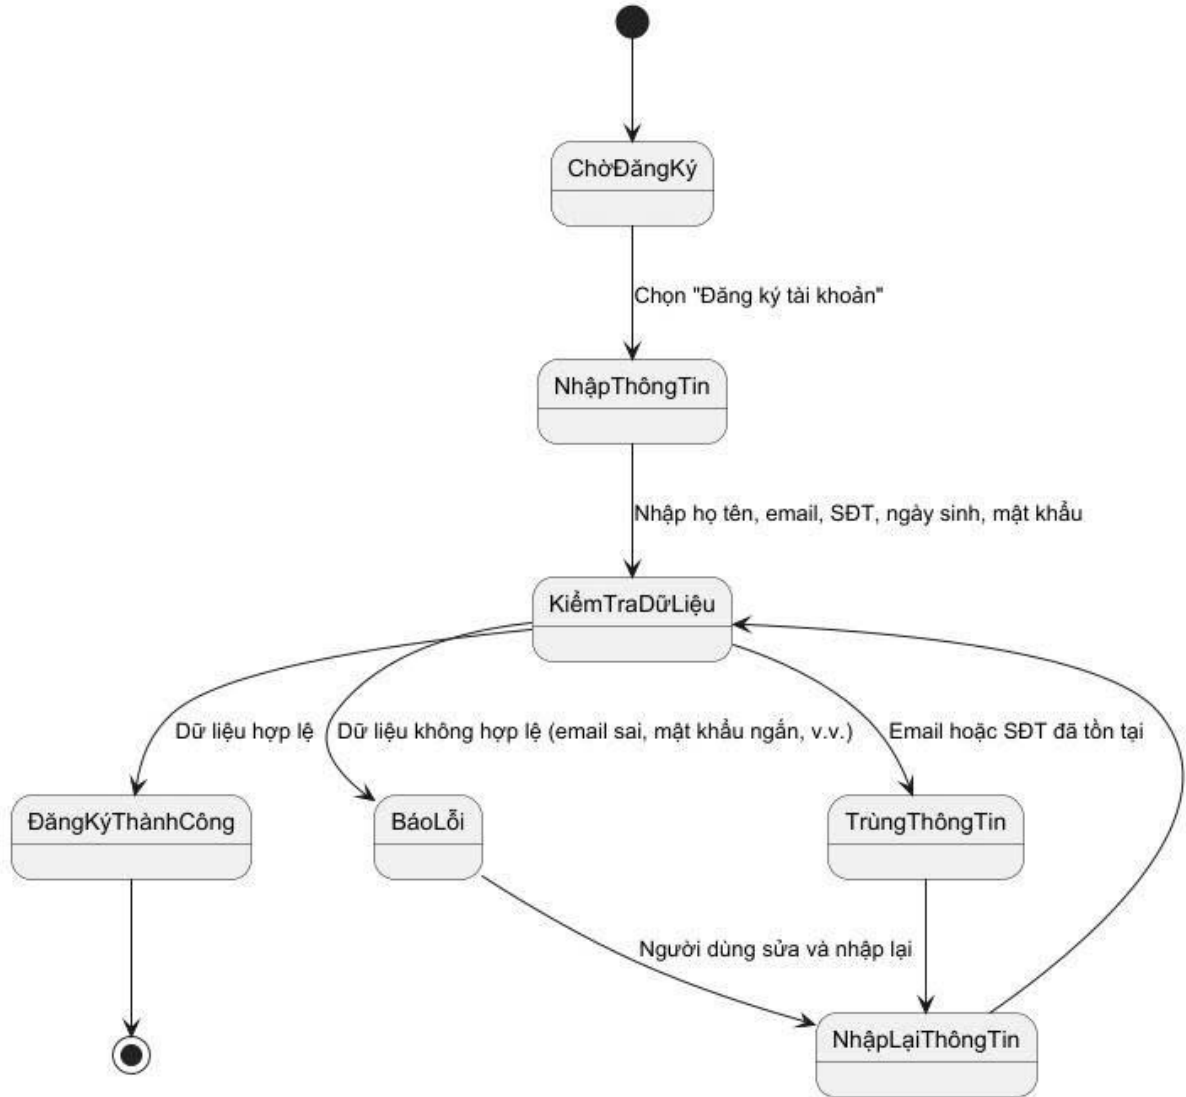 ChờĐăngKý
Chọn "Đăng ký tài khoản"
NhậpThôngTin
Nhập họ tên, email, SĐT, ngày sinh, mật khẩu
KiểmTraDữLiệu
Dữ liệu hợp lệ
Dữ liệu không hợp lệ (email sai, mật khẩu ngắn, v.v.)
Email hoặc SĐT đã tồn tại
ĐăngKýThànhCông
BáoLỗi
TrùngThôngTin
Người dùng sửa và nhập lại
NhậpLạiThôngTin